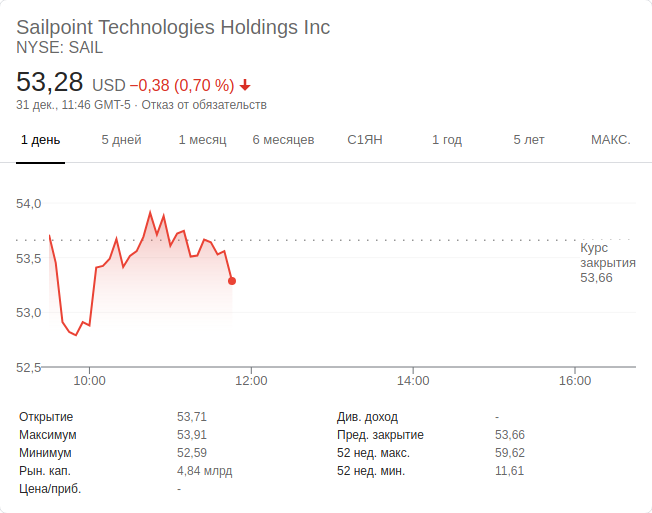 Sailpoint Technologies Holdings Inc
NYSE: SAIL
53,28 USD −0,38 (0,70 %)
31 дек., 11:46 GMT-5 · Отказ от обязательств
1 день 5 дней 1 месяц 6 месяцев С1ЯН 1 год 5 лет МАКС.
54,0
53,5
53,0
52,5
Курс
закрытия
53,66
10:00 12:00 14:00 16:00
Открытие 53,71 Див. доход -
Максимум 53,91 Пред. закрытие 53,66
Минимум 52,59 52 нед. макс. 59,62
Рын. кап. 4,84 млрд 52 нед. мин. 11,61
Цена/приб. -